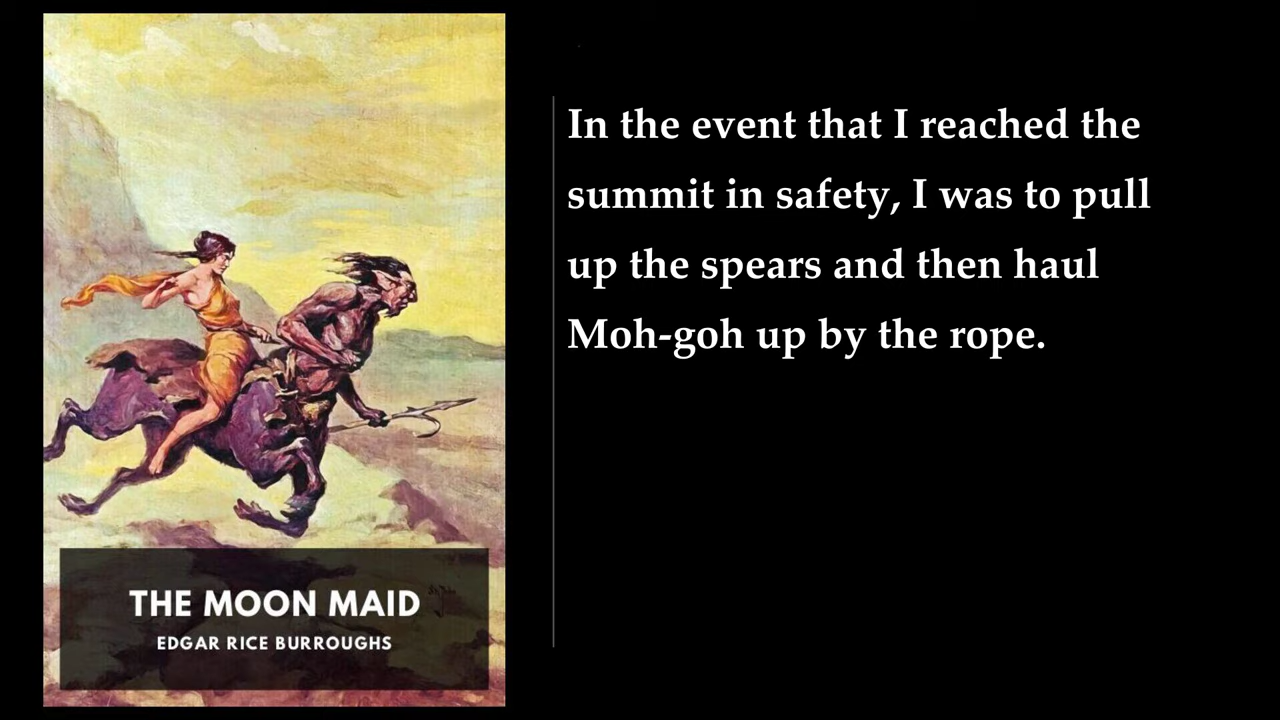 In the event that I reached the
summit in safety, I was to pull
up the spears and then haul
Moh-goh up by the rope.
THE MOON MAID
EDGAR RICE BURROUGHS